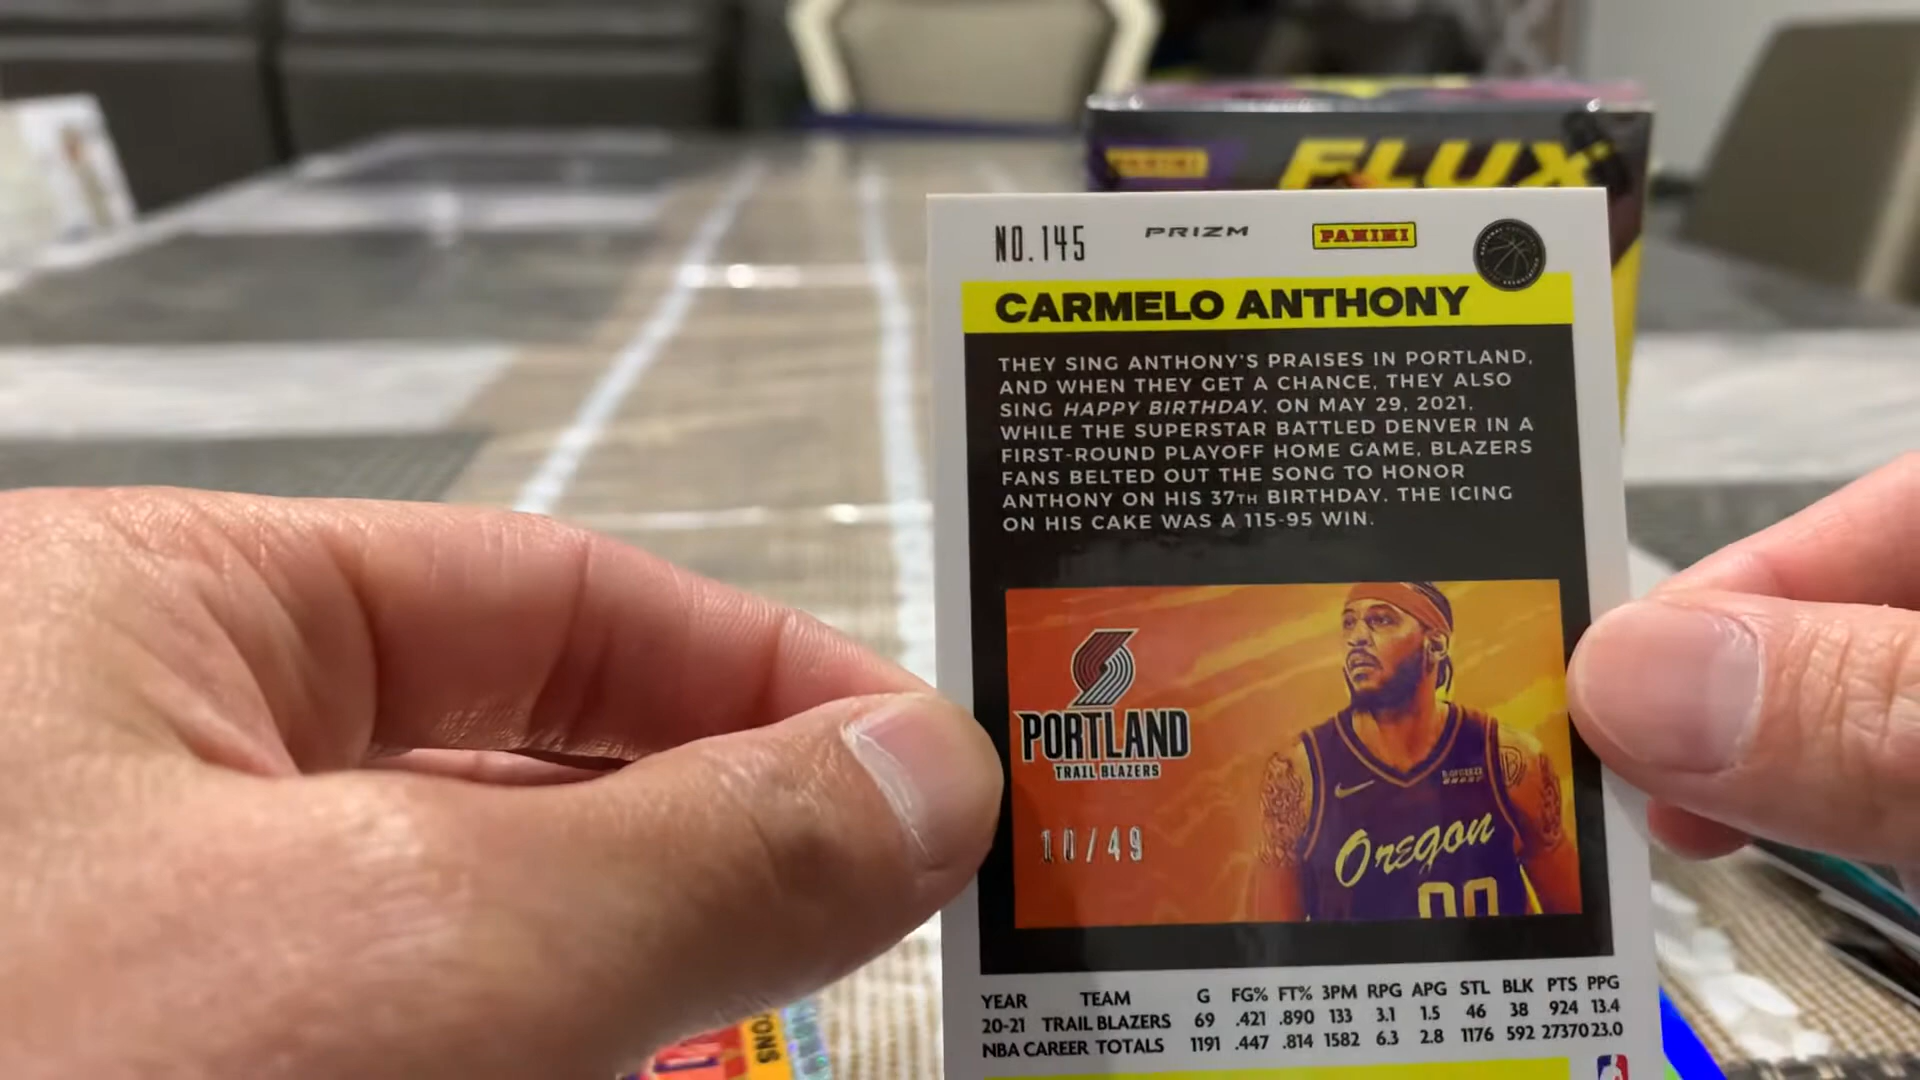 PANINI
FLUX
NO.145
PRIZM
PANINI
CARMELO ANTHONY
THEY SING ANTHONY'S PRAISES IN PORTLAND,
AND WHEN THEY GET A CHANCE, THEY ALSO
SING HAPPY BIRTHDAY. ON MAY 29, 2021,
WHILE THE SUPERSTAR BATTLED DENVER IN A
FIRST-ROUND PLAYOFF HOME GAME, BLAZERS
FANS BELTED OUT THE SONG TO HONOR
ANTHONY ON HIS 37TH BIRTHDAY. THE ICING
ON HIS CAKE WAS A 115-95 WIN.
PORTLAND
TRAIL BLAZERS
10/49
Oregon
00
YEAR TEAM G FG% FT% 3PM RPG APG STL BLK PTS PPG
20-21 TRAIL BLAZERS 69 .421 .890 133 3.1 1.5 46 38 924 13.4
NBA CAREER TOTALS 1191 .447 .814 1582 6.3 2.8 1176 592 27370 23.0
TONS